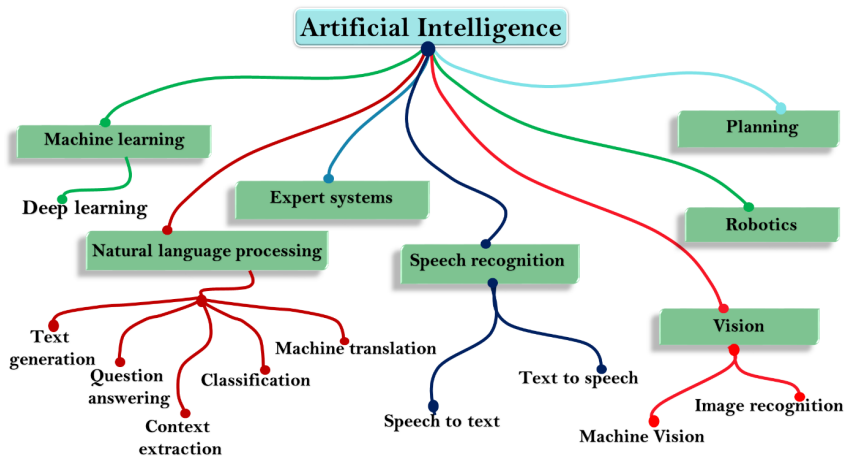 Artificial Intelligence
Machine learning
Deep learning
Natural language processing
Text
generation
Question
answering
Context
extraction
Classification
Machine translation
Expert systems
Speech recognition
Speech to text
Text to speech
Vision
Machine Vision
Image recognition
Robotics
Planning